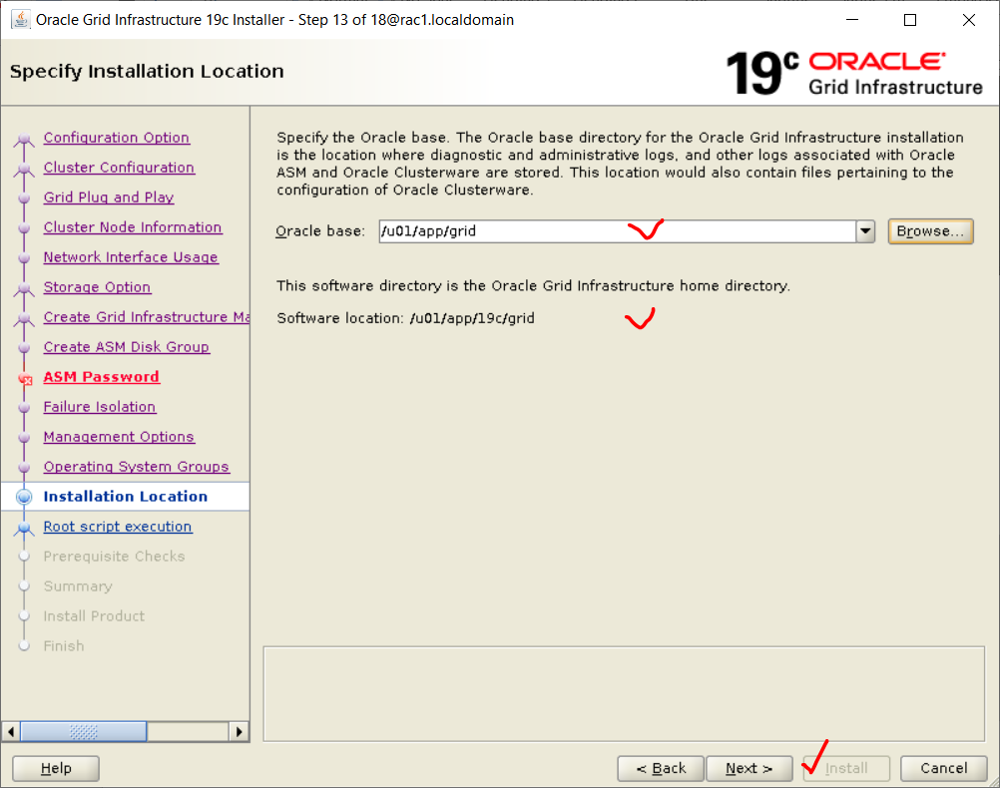 Oracle Grid Infrastructure 19c Installer - Step 13 of 18@rac1.localdomain
Specify Installation Location
19c ORACLE®
Grid Infrastructure
Configuration Option
Cluster Configuration
Grid Plug and Play
Cluster Node Information
Network Interface Usage
Storage Option
Create Grid Infrastructure Ma
Create ASM Disk Group
ASM Password
Failure Isolation
Management Options
Operating System Groups
Installation Location
Root script execution
Prerequisite Checks
Summary
Install Product
Finish
Specify the Oracle base. The Oracle base directory for the Oracle Grid Infrastructure installation
is the location where diagnostic and administrative logs, and other logs associated with Oracle
ASM and Oracle Clusterware are stored. This location would also contain files pertaining to the
configuration of Oracle Clusterware.
Oracle base: /u01/app/grid Browse...
This software directory is the Oracle Grid Infrastructure home directory.
Software location: /u01/app/19c/grid
Help < Back Next > Install Cancel